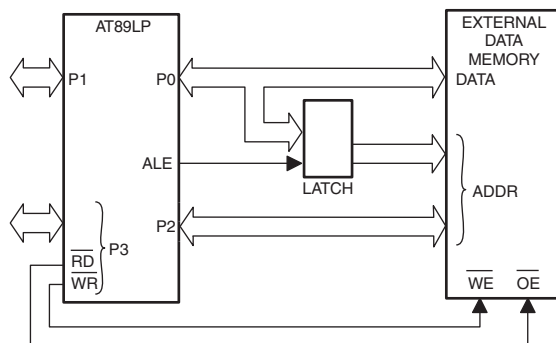 AT89LP
EXTERNAL
DATA
MEMORY
P1
P0
DATA
ALE
LATCH
ADDR
P2
P3
RD
WR
WE
OE